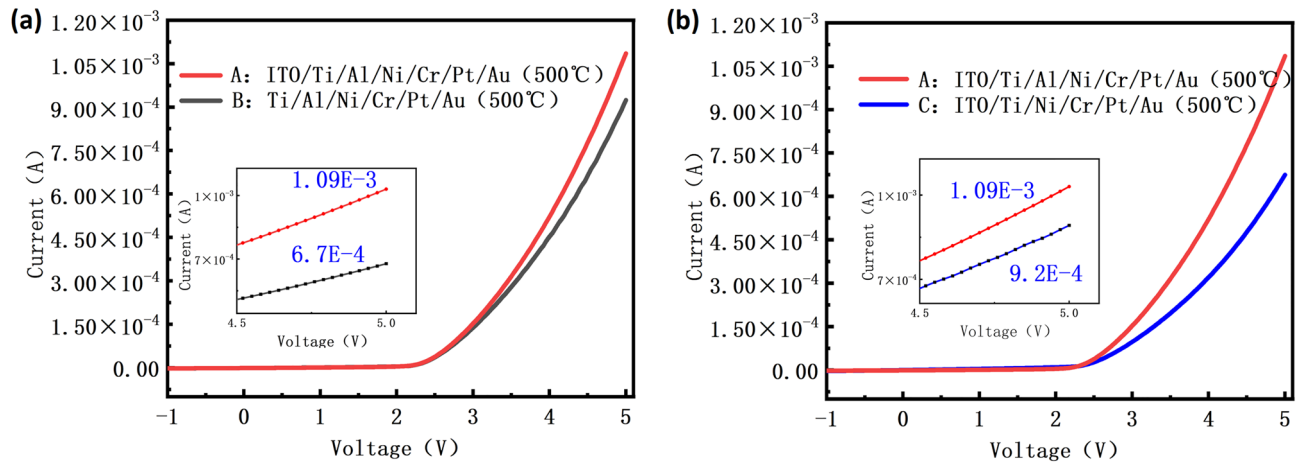 (a)
1.20×10⁻³
1.05×10⁻³
9.00×10⁻⁴
7.50×10⁻⁴
6.00×10⁻⁴
4.50×10⁻⁴
3.00×10⁻⁴
1.50×10⁻⁴
0.00
Current (A)
A: ITO/Ti/Al/Ni/Cr/Pt/Au (500℃)
B: Ti/Al/Ni/Cr/Pt/Au (500℃)
1×10⁻³
7×10⁻⁴
Current (A)
1.09E-3
6.7E-4
4.5 5.0
Voltage (V)
-1 0 1 2 3 4 5
Voltage (V)
(b)
1.20×10⁻³
1.05×10⁻³
9.00×10⁻⁴
7.50×10⁻⁴
6.00×10⁻⁴
4.50×10⁻⁴
3.00×10⁻⁴
1.50×10⁻⁴
0.00
Current (A)
A: ITO/Ti/Al/Ni/Cr/Pt/Au (500℃)
C: ITO/Ti/Ni/Cr/Pt/Au (500℃)
1×10⁻³
7×10⁻⁴
Current (A)
1.09E-3
9.2E-4
4.5 5.0
Voltage (V)
-1 0 1 2 3 4 5
Voltage (V)